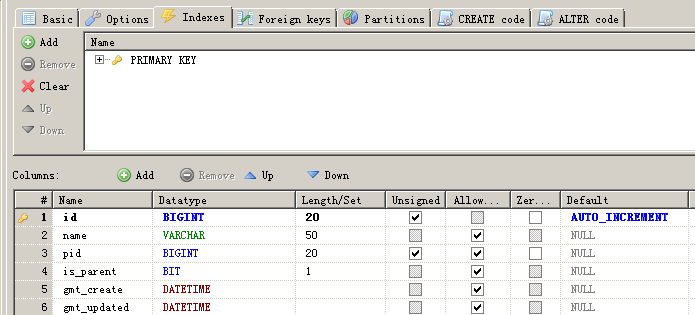 Basic Options Indexes Foreign keys Partitions CREATE code ALTER code
Add
Remove
Clear
Up
Down
Name
PRIMARY KEY
Columns: Add Remove Up Down
# Name Datatype Length/Set Unsigned Allow... Zer... Default
1 id BIGINT 20 AUTO_INCREMENT
2 name VARCHAR 50 NULL
3 pid BIGINT 20 NULL
4 is_parent BIT 1 NULL
5 gmt_create DATETIME NULL
6 gmt_updated DATETIME NULL